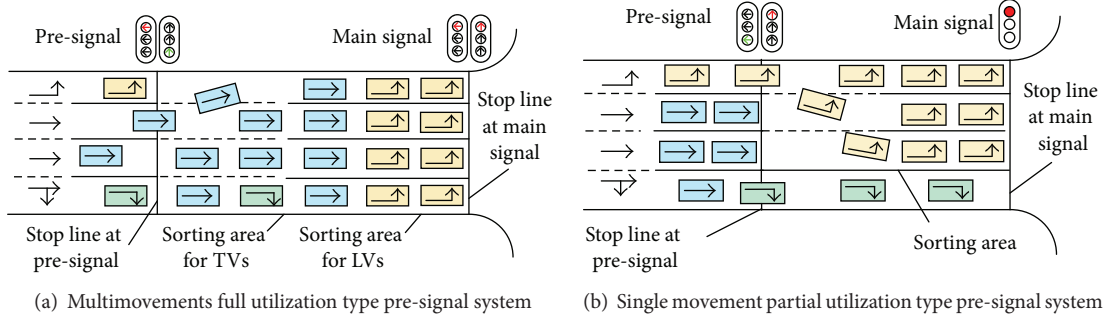 Pre-signal
Main signal
Stop line
at main
signal
Stop line at
pre-signal
Sorting area
for TVs
Sorting area
for LVs
(a) Multimovements full utilization type pre-signal system
Pre-signal
Main signal
Stop line
at main
signal
Stop line at
pre-signal
Sorting area
(b) Single movement partial utilization type pre-signal system